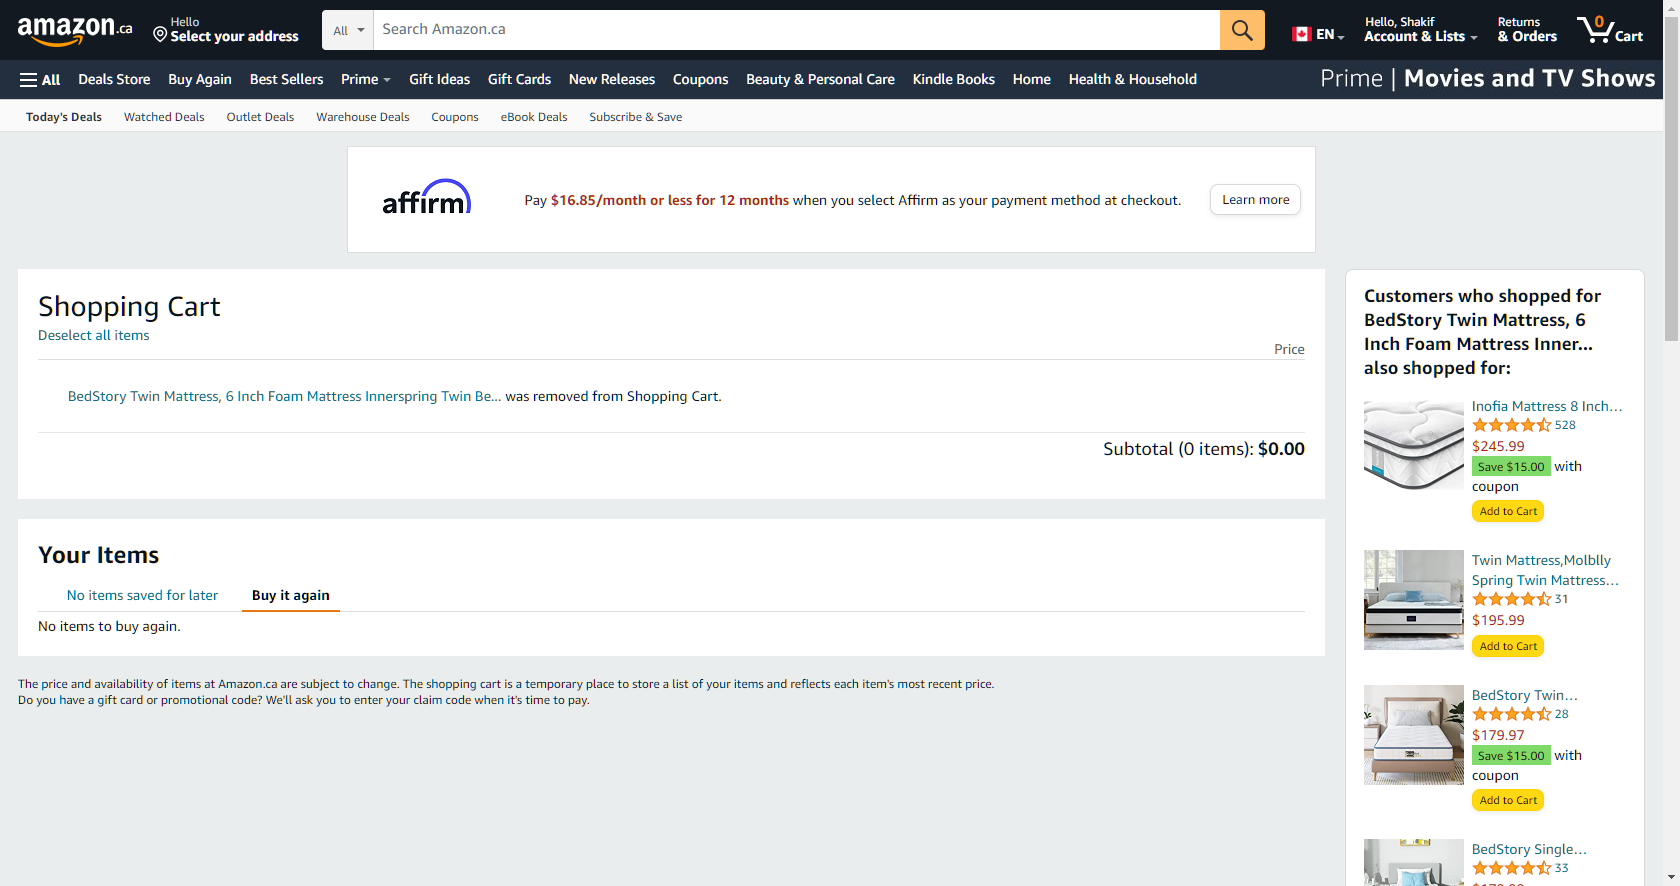 amazon.ca
Hello
Select your address
All
Search Amazon.ca
EN
Hello, Shakif
Account & Lists
Returns
& Orders
0
Cart
All
Deals Store
Buy Again
Best Sellers
Prime
Gift Ideas
Gift Cards
New Releases
Coupons
Beauty & Personal Care
Kindle Books
Home
Health & Household
Prime | Movies and TV Shows
Today's Deals
Watched Deals
Outlet Deals
Warehouse Deals
Coupons
eBook Deals
Subscribe & Save
affirm
Pay $16.85/month or less for 12 months when you select Affirm as your payment method at checkout.
Learn more
Shopping Cart
Deselect all items
Price
BedStory Twin Mattress, 6 Inch Foam Mattress Innerspring Twin Be... was removed from Shopping Cart.
Subtotal (0 items): $0.00
Your Items
No items saved for later
Buy it again
No items to buy again.
The price and availability of items at Amazon.ca are subject to change. The shopping cart is a temporary place to store a list of your items and reflects each item's most recent price.
Do you have a gift card or promotional code? We'll ask you to enter your claim code when it's time to pay.
Customers who shopped for
BedStory Twin Mattress, 6
Inch Foam Mattress Inner...
also shopped for:
Inofia Mattress 8 Inch...
528
$245.99
Save $15.00 with
coupon
Add to Cart
Twin Mattress,Molblly
Spring Twin Mattress...
31
$195.99
Add to Cart
BedStory Twin...
28
$179.97
Save $15.00 with
coupon
Add to Cart
BedStory Single...
33